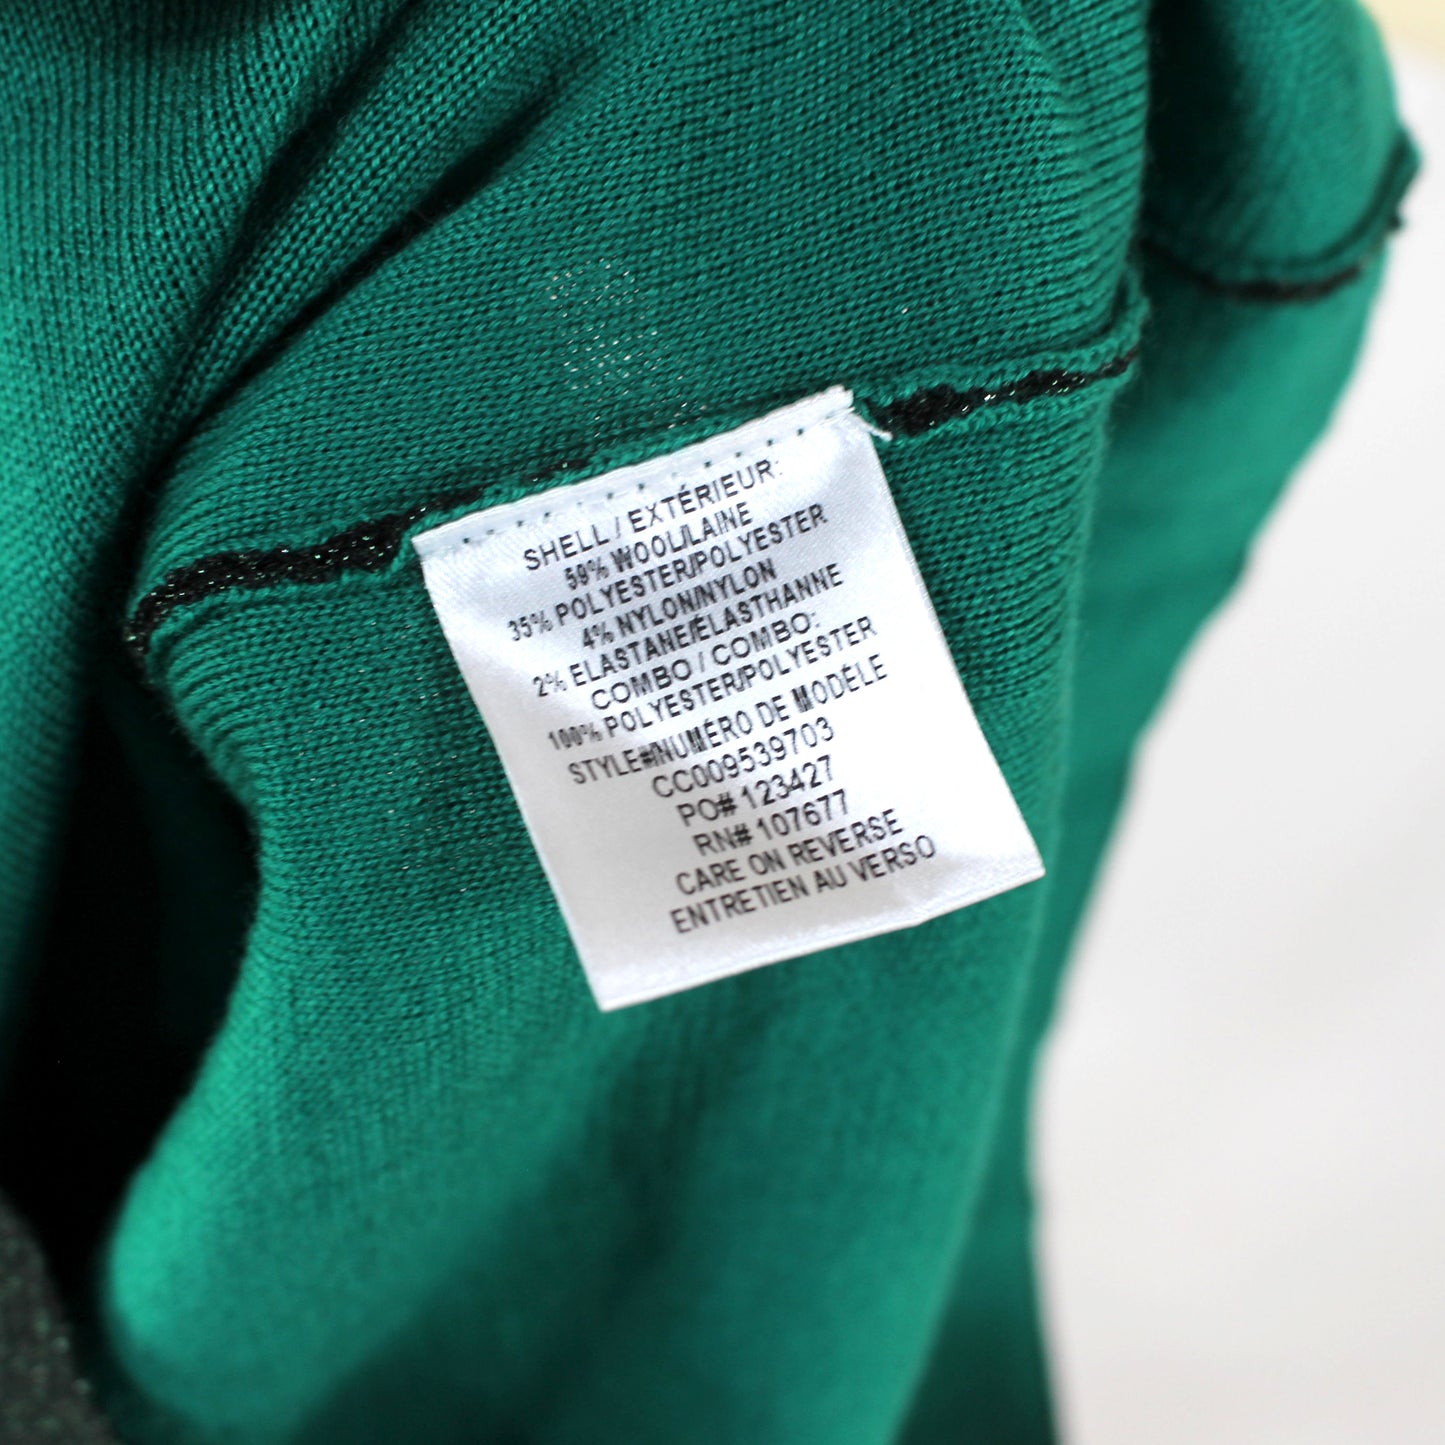 SHELL / EXTÉRIEUR:
59% WOOL/LAINE
35% POLYESTER/POLYESTER
4% NYLON/NYLON
2% ELASTANE/ÉLASTHANNE
COMBO / COMBO:
100% POLYESTER/POLYESTER
STYLE#/NUMÉRO DE MODÈLE
CC009539703
PO# 123427
RN# 107677
CARE ON REVERSE
ENTRETIEN AU VERSO